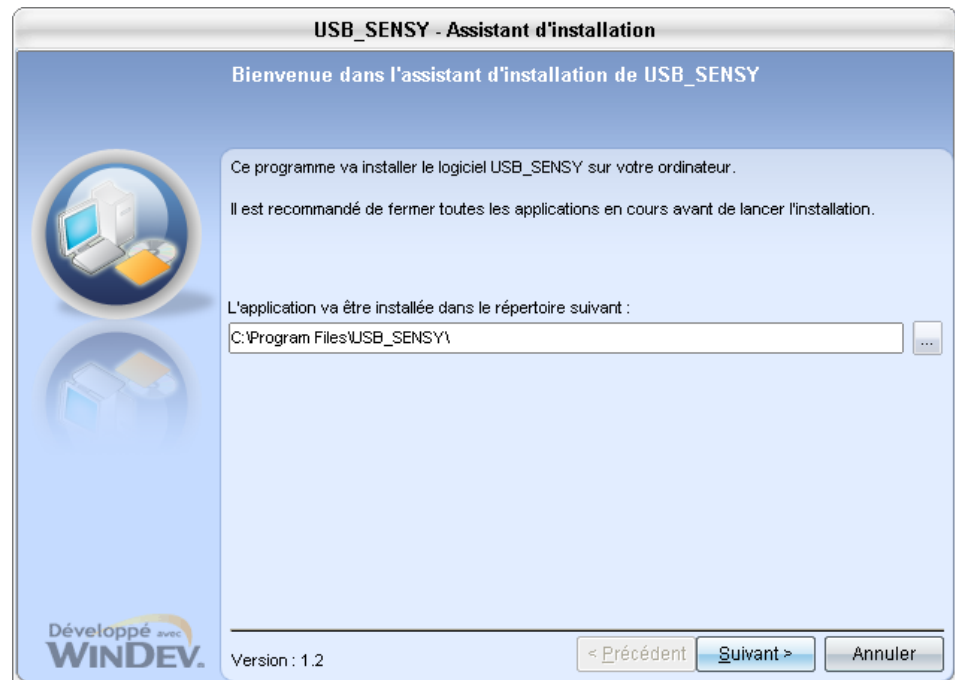 USB_SENSY - Assistant d'installation
Bienvenue dans l'assistant d'installation de USB_SENSY
Ce programme va installer le logiciel USB_SENSY sur votre ordinateur.
Il est recommandé de fermer toutes les applications en cours avant de lancer l'installation.
L'application va être installée dans le répertoire suivant :
C:\Program Files\USB_SENSY\
...
Développé avec
WINDEV.
Version : 1.2
< Précédent
Suivant >
Annuler